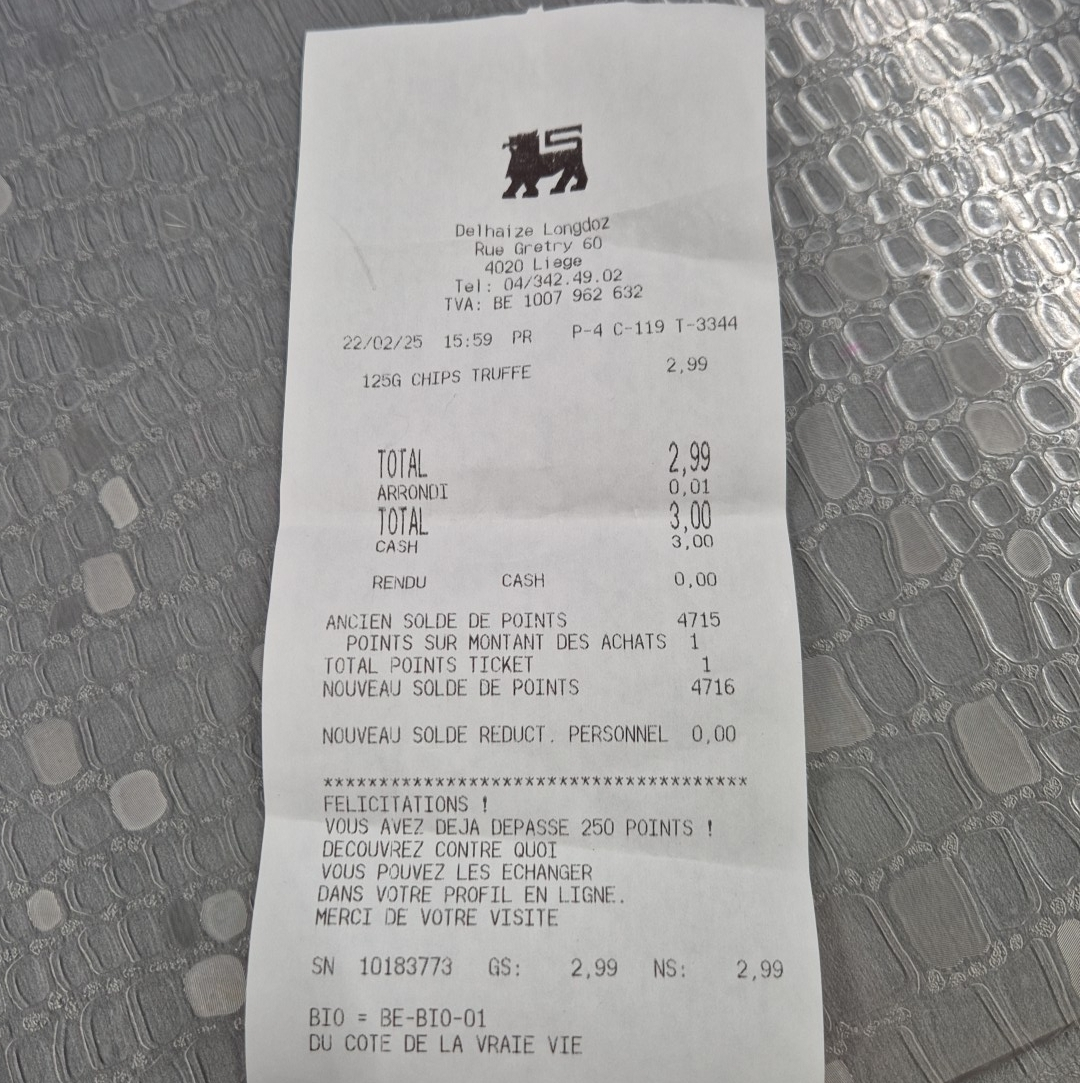 Delhaize Longdoz
Rue Gretry 60
4020 Liege
Tel: 04/342.49.02
TVA: BE 1007 962 632
22/02/25 15:59 PR P-4 C-119 T-3344
125G CHIPS TRUFFE 2,99
TOTAL 2,99
ARRONDI 0,01
TOTAL 3,00
CASH 3,00
RENDU CASH 0,00
ANCIEN SOLDE DE POINTS 4715
POINTS SUR MONTANT DES ACHATS 1
TOTAL POINTS TICKET 1
NOUVEAU SOLDE DE POINTS 4716
NOUVEAU SOLDE REDUCT. PERSONNEL 0,00
****************************************
FELICITATIONS !
VOUS AVEZ DEJA DEPASSE 250 POINTS !
DECOUVREZ CONTRE QUOI
VOUS POUVEZ LES ECHANGER
DANS VOTRE PROFIL EN LIGNE.
MERCI DE VOTRE VISITE
SN 10183773 GS: 2,99 NS: 2,99
BIO = BE-BIO-01
DU COTE DE LA VRAIE VIE